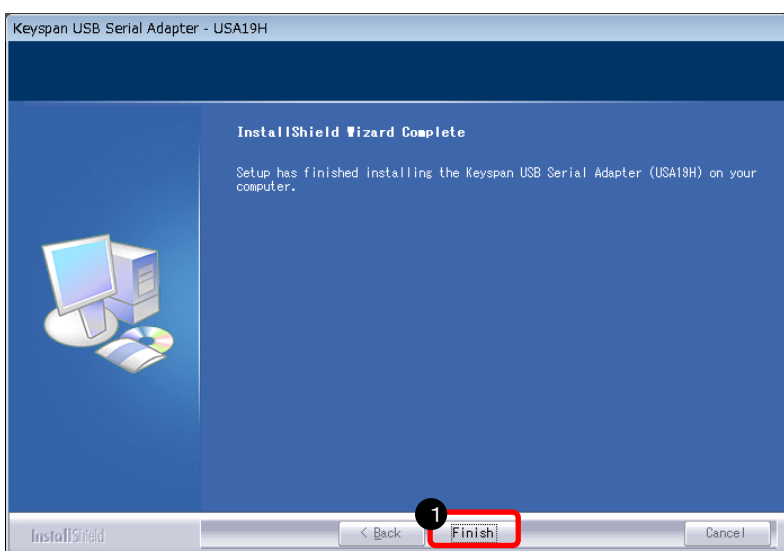 Keyspan USB Serial Adapter - USA19H
InstallShield Wizard Complete
Setup has finished installing the Keyspan USB Serial Adapter (USA19H) on your
computer.
1
InstallShield
< Back
Finish
Cancel